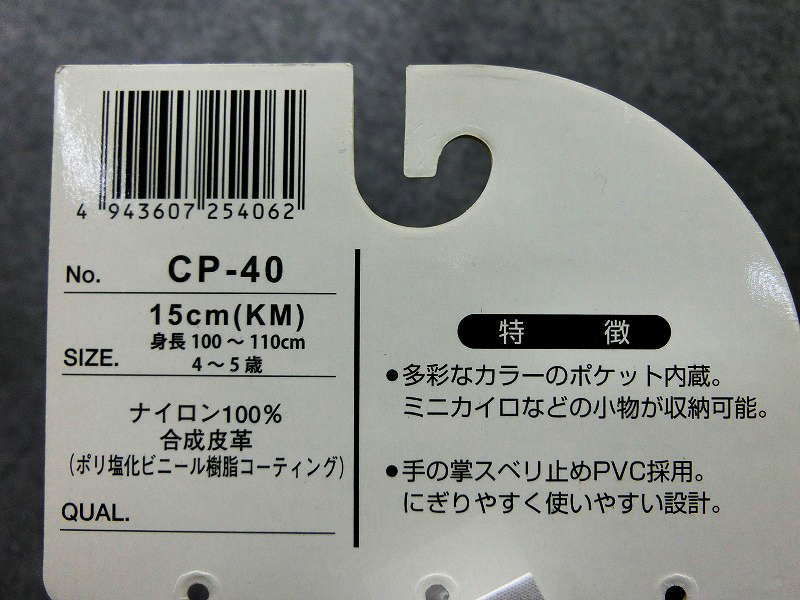 4 943607 254062
No. CP-40
15cm(KM)
身長 100 ～ 110cm
SIZE. 4 ～ 5 歳
ナイロン100%
合成皮革
(ポリ塩化ビニール樹脂コーティング)
QUAL.
特 徴
●多彩なカラーのポケット内蔵。
ミニカイロなどの小物が収納可能。
●手の掌スベリ止めPVC採用。
にぎりやすく使いやすい設計。